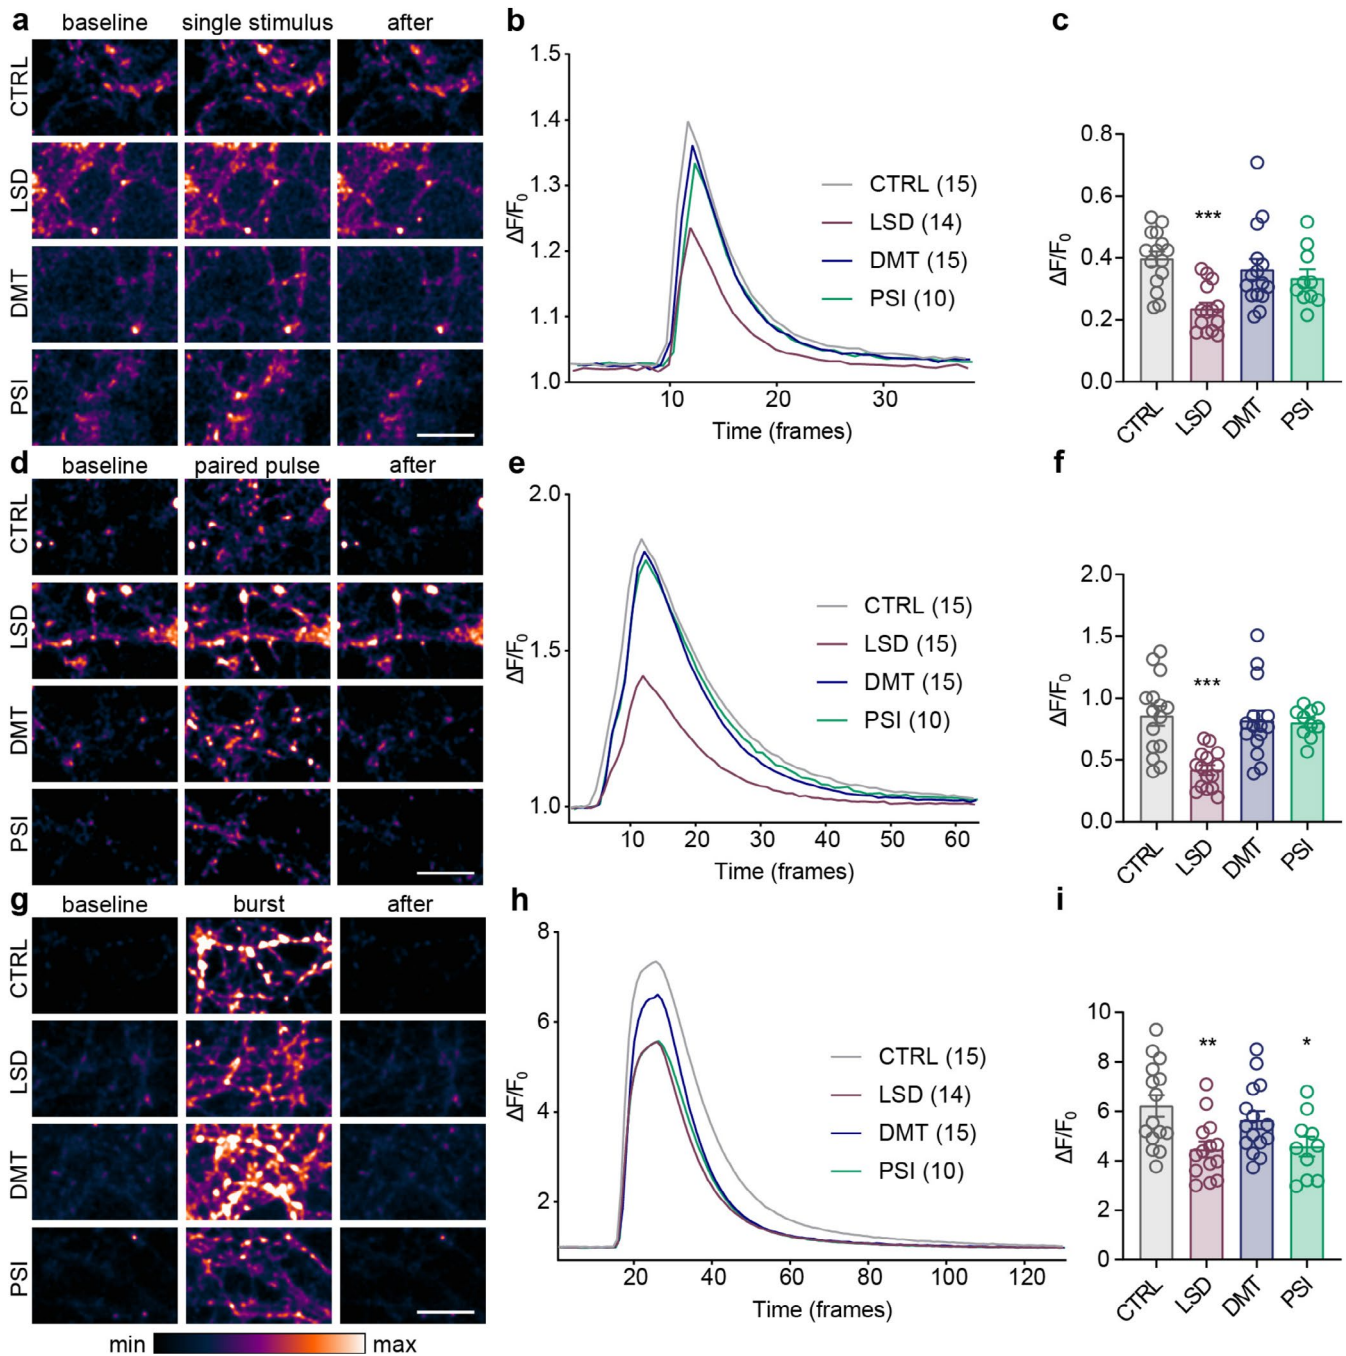 a
baseline single stimulus after
CTRL
LSD
DMT
PSI
b
1.5
1.4
1.3
1.2
1.1
1.0
ΔF/F0
10 20 30
Time (frames)
CTRL (15)
LSD (14)
DMT (15)
PSI (10)
c
0.8
0.6
0.4
0.2
0.0
ΔF/F0
***
CTRL LSD DMT PSI
d
baseline paired pulse after
CTRL
LSD
DMT
PSI
e
2.0
1.5
1.0
ΔF/F0
10 20 30 40 50 60
Time (frames)
CTRL (15)
LSD (15)
DMT (15)
PSI (10)
f
2.0
1.5
1.0
0.5
0.0
ΔF/F0
***
CTRL LSD DMT PSI
g
baseline burst after
CTRL
LSD
DMT
PSI
min max
h
8
6
4
2
ΔF/F0
20 40 60 80 100 120
Time (frames)
CTRL (15)
LSD (14)
DMT (15)
PSI (10)
i
10
8
6
4
2
0
ΔF/F0
** *
CTRL LSD DMT PSI